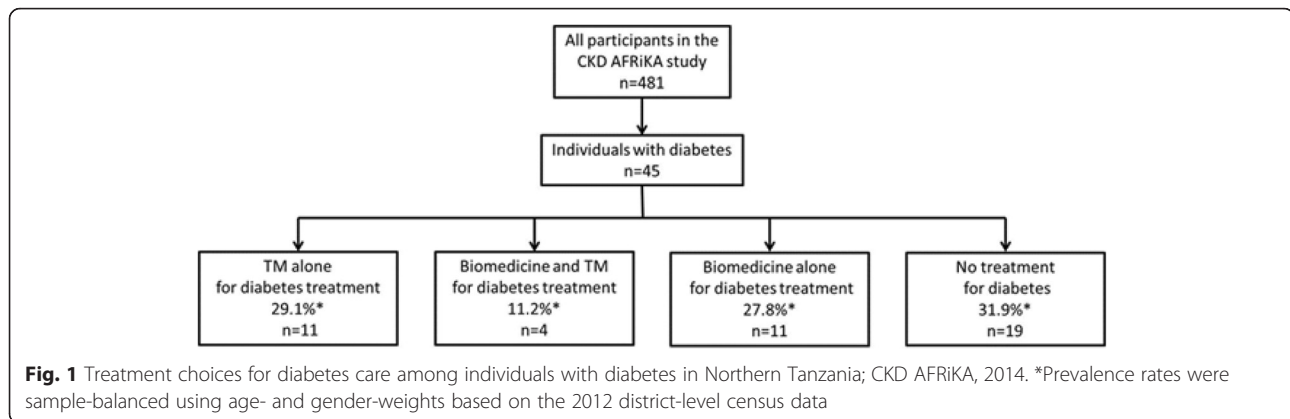 All participants in the
CKD AFRiKA study
n=481
Individuals with diabetes
n=45
TM alone
for diabetes treatment
29.1%*
n=11
Biomedicine and TM
for diabetes treatment
11.2%*
n=4
Biomedicine alone
for diabetes treatment
27.8%*
n=11
No treatment
for diabetes
31.9%*
n=19
Fig. 1 Treatment choices for diabetes care among individuals with diabetes in Northern Tanzania; CKD AFRiKA, 2014. *Prevalence rates were
sample-balanced using age- and gender-weights based on the 2012 district-level census data